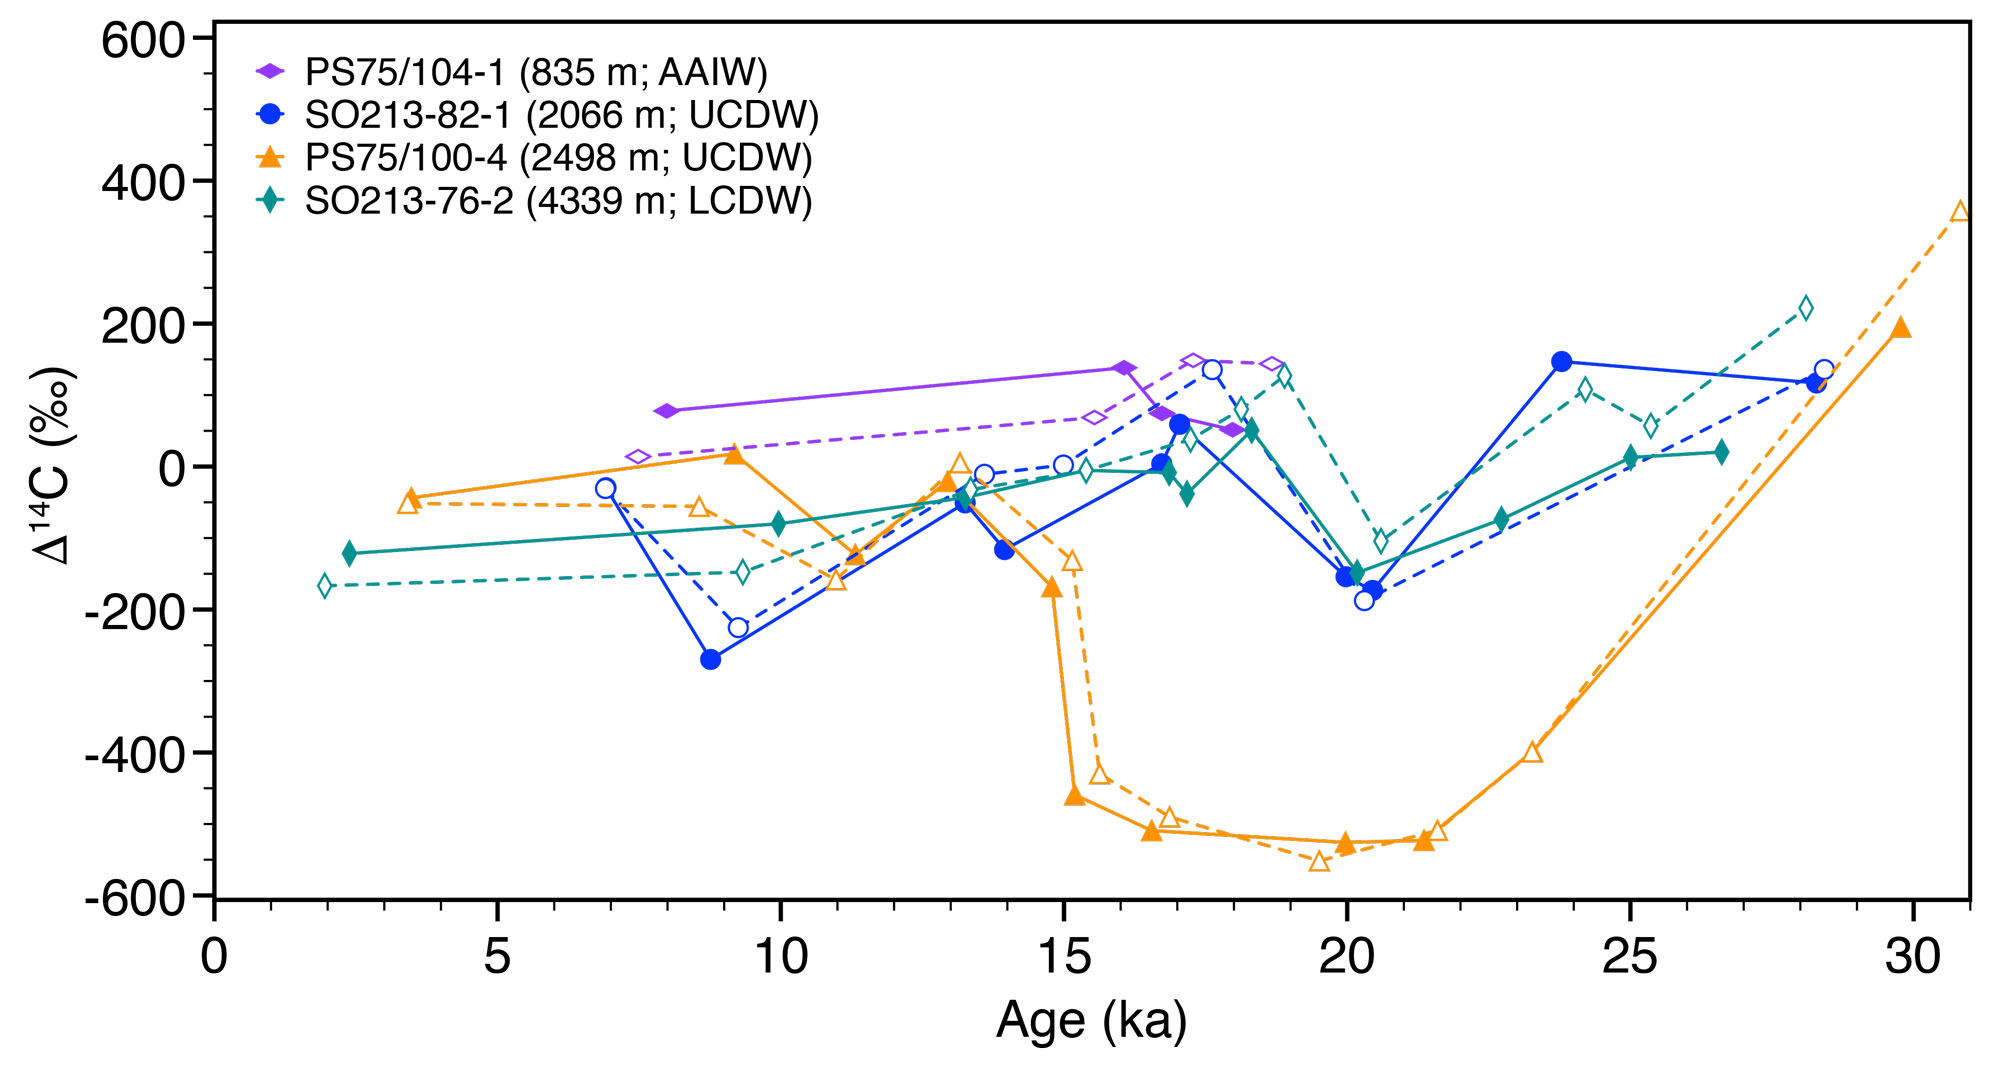 600
400
200
0
-200
-400
-600
Δ¹⁴C (‰)
PS75/104-1 (835 m; AAIW)
SO213-82-1 (2066 m; UCDW)
PS75/100-4 (2498 m; UCDW)
SO213-76-2 (4339 m; LCDW)
0 5 10 15 20 25 30
Age (ka)